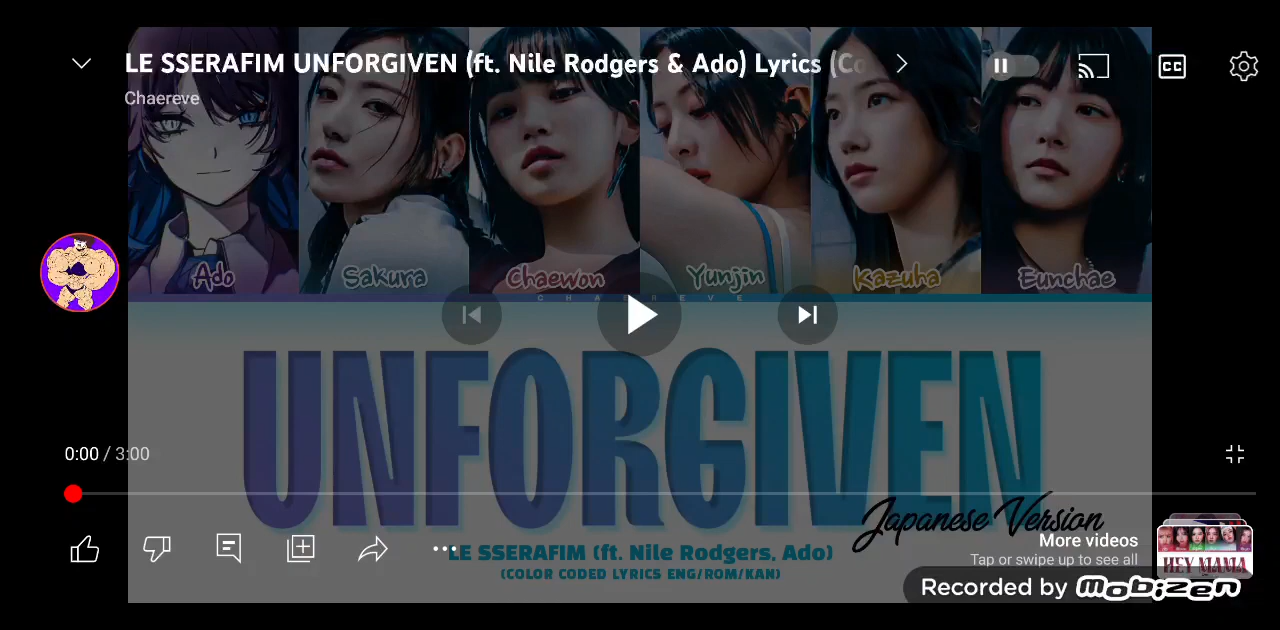 LE SSERAFIM UNFORGIVEN (ft. Nile Rodgers & Ado) Lyrics (Co
Chaereve
Ado
Sakura
Chaewon
Yunjin
Kazuha
Eunchae
CHAEREVE
UNFORGIVEN
0:00 / 3:00
Japanese Version
LE SSERAFIM (ft. Nile Rodgers, Ado)
(COLOR CODED LYRICS ENG/ROM/KAN)
More videos
Tap or swipe up to see all
HEY MAMA
Recorded by Mobizen
CC